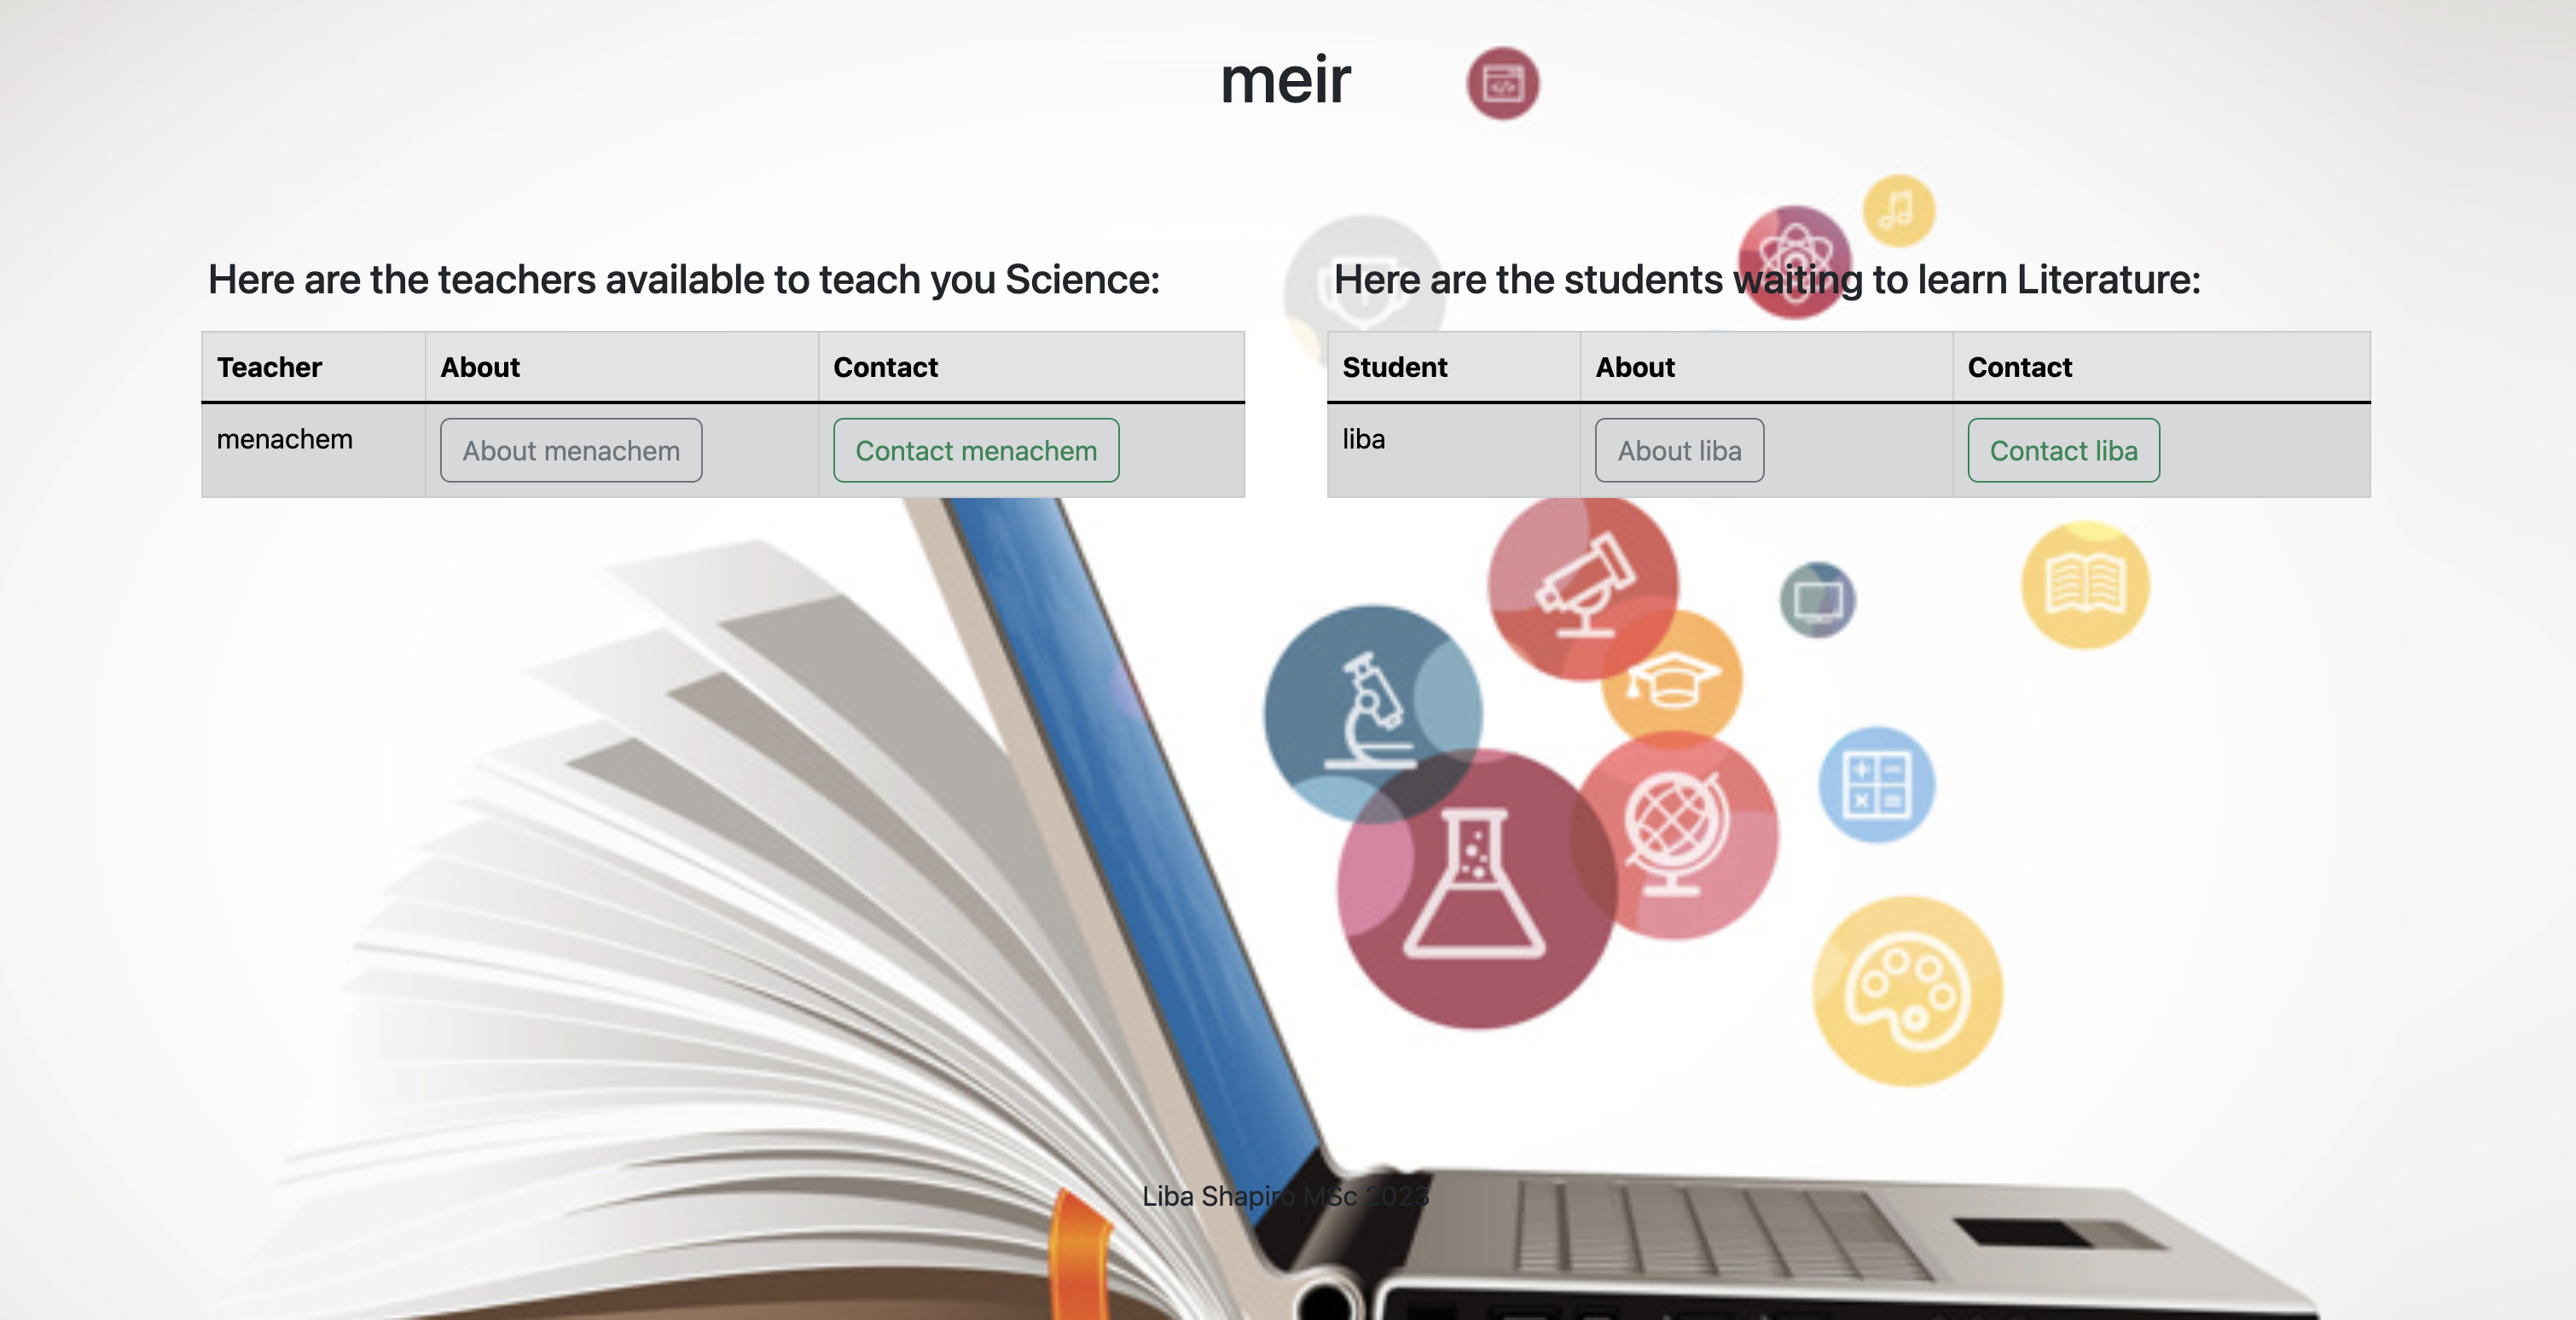 meir
Here are the teachers available to teach you Science:
Teacher About Contact
menachem About menachem Contact menachem
Here are the students waiting to learn Literature:
Student About Contact
liba About liba Contact liba
Liba Shapiro MSc 2023